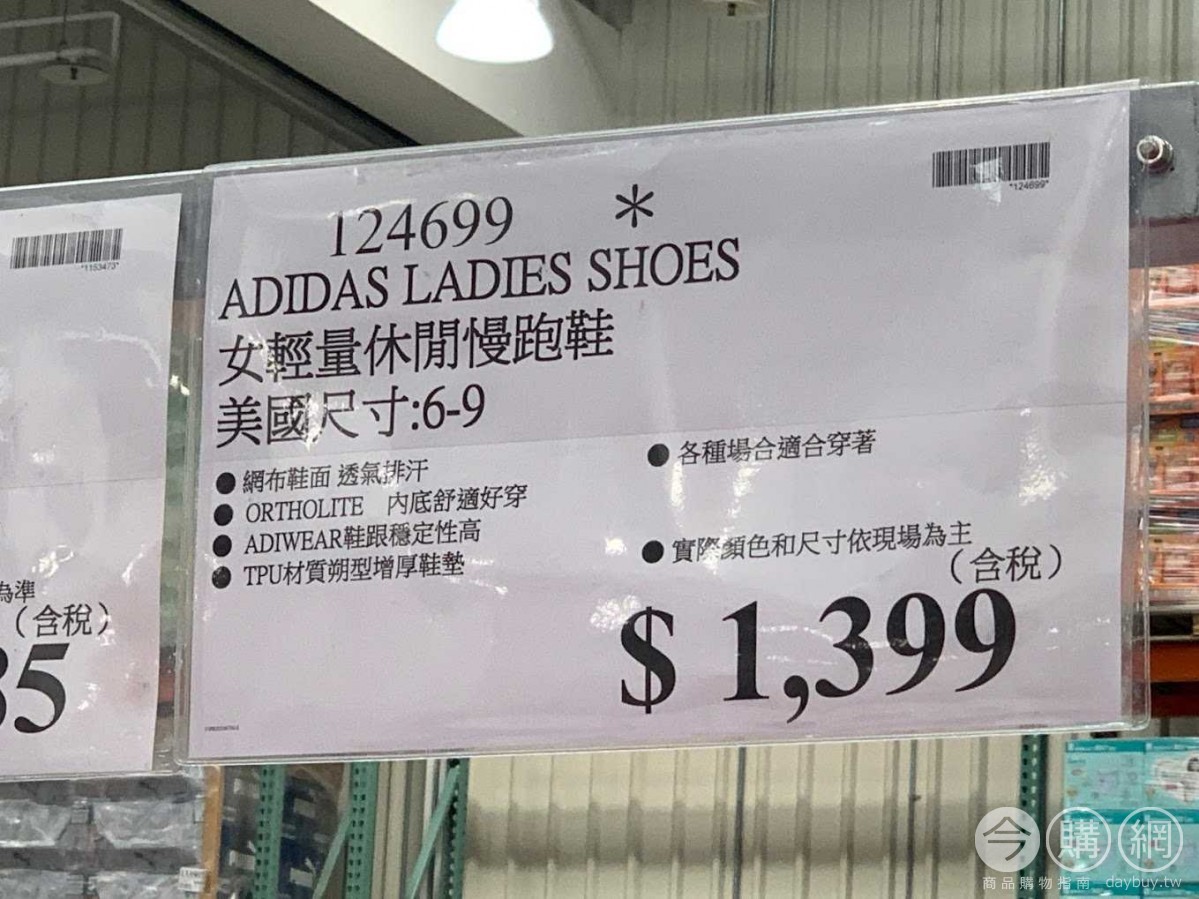 124699 *
"124699"
ADIDAS LADIES SHOES
女輕量休閒慢跑鞋
美國尺寸:6-9
● 網布鞋面 透氣排汗
● ORTHOLITE 內底舒適好穿
● ADIWEAR鞋跟穩定性高
● TPU材質朔型增厚鞋墊
● 各種場合適合穿著
● 實際顏色和尺寸依現場為主
（含稅）
$ 1,399
"1153473"
為準
（含稅）
35
今購網
商品購物指南 daybuy.tw